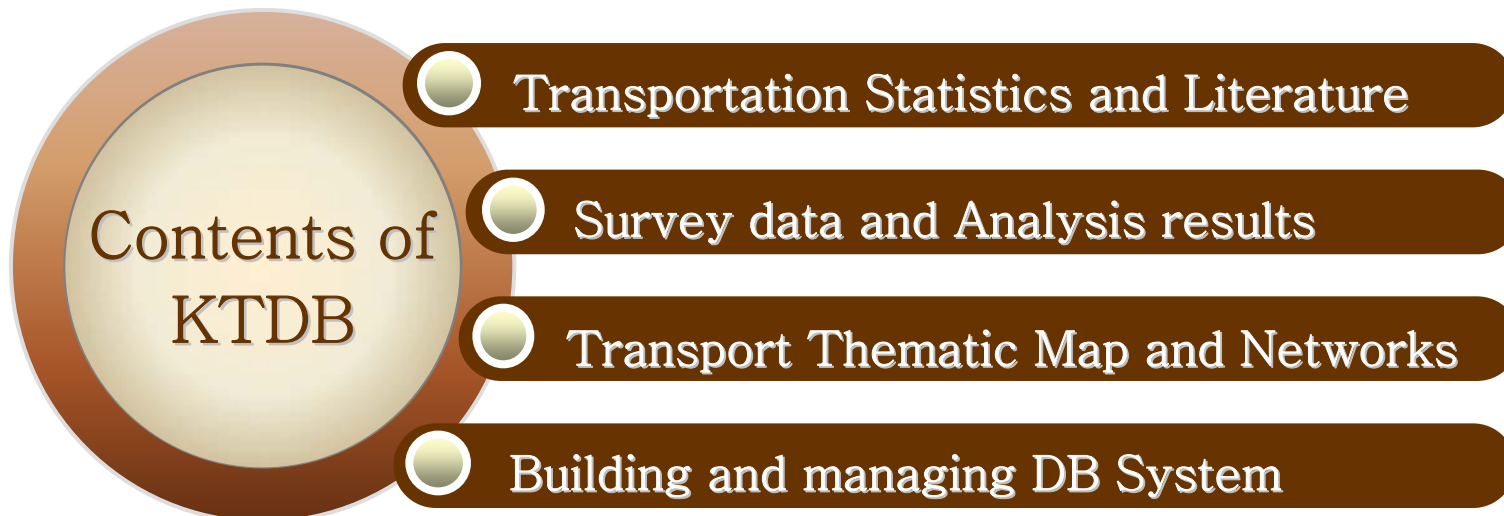 Contents of
KTDB
Transportation Statistics and Literature
Survey data and Analysis results
Transport Thematic Map and Networks
Building and managing DB System